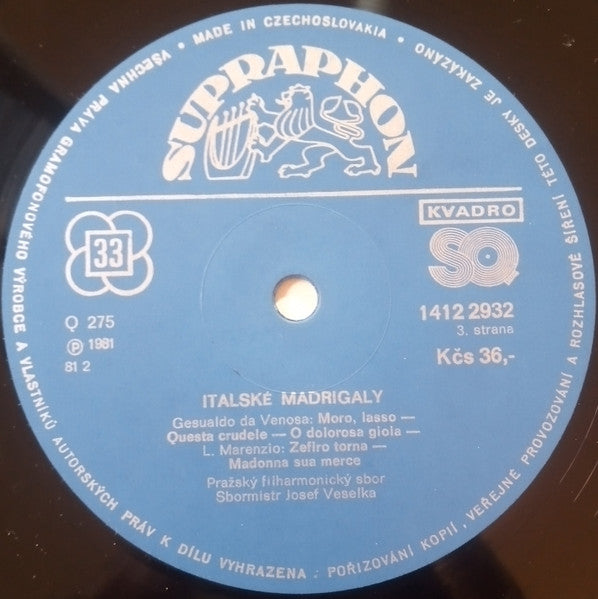 VŠECHNA PRÁVA GRAMOFONOVÉHO VÝROBCE A VLASTNÍKŮ AUTORSKÝCH PRÁV K DÍLU VYHRAZENA . POŘIZOVÁNÍ KOPIÍ, VEŘEJNÉ PROVOZOVÁNÍ A ROZHLASOVÉ ŠÍŘENÍ TÉTO DESKY JE ZAKÁZÁNO
• MADE IN CZECHOSLOVAKIA •
SUPRAPHON
33
KVADRO
SQ
Q 275
℗ 1981
81 2
1412 2932
3. strana
Kčs 36,-
ITALSKÉ MADRIGALY
Gesualdo da Venosa: Moro, lasso —
Questa crudele — O dolorosa gioia —
L. Marenzio: Zefiro torna —
Madonna sua merce
Pražský filharmonický sbor
Sbormistr Josef Veselka